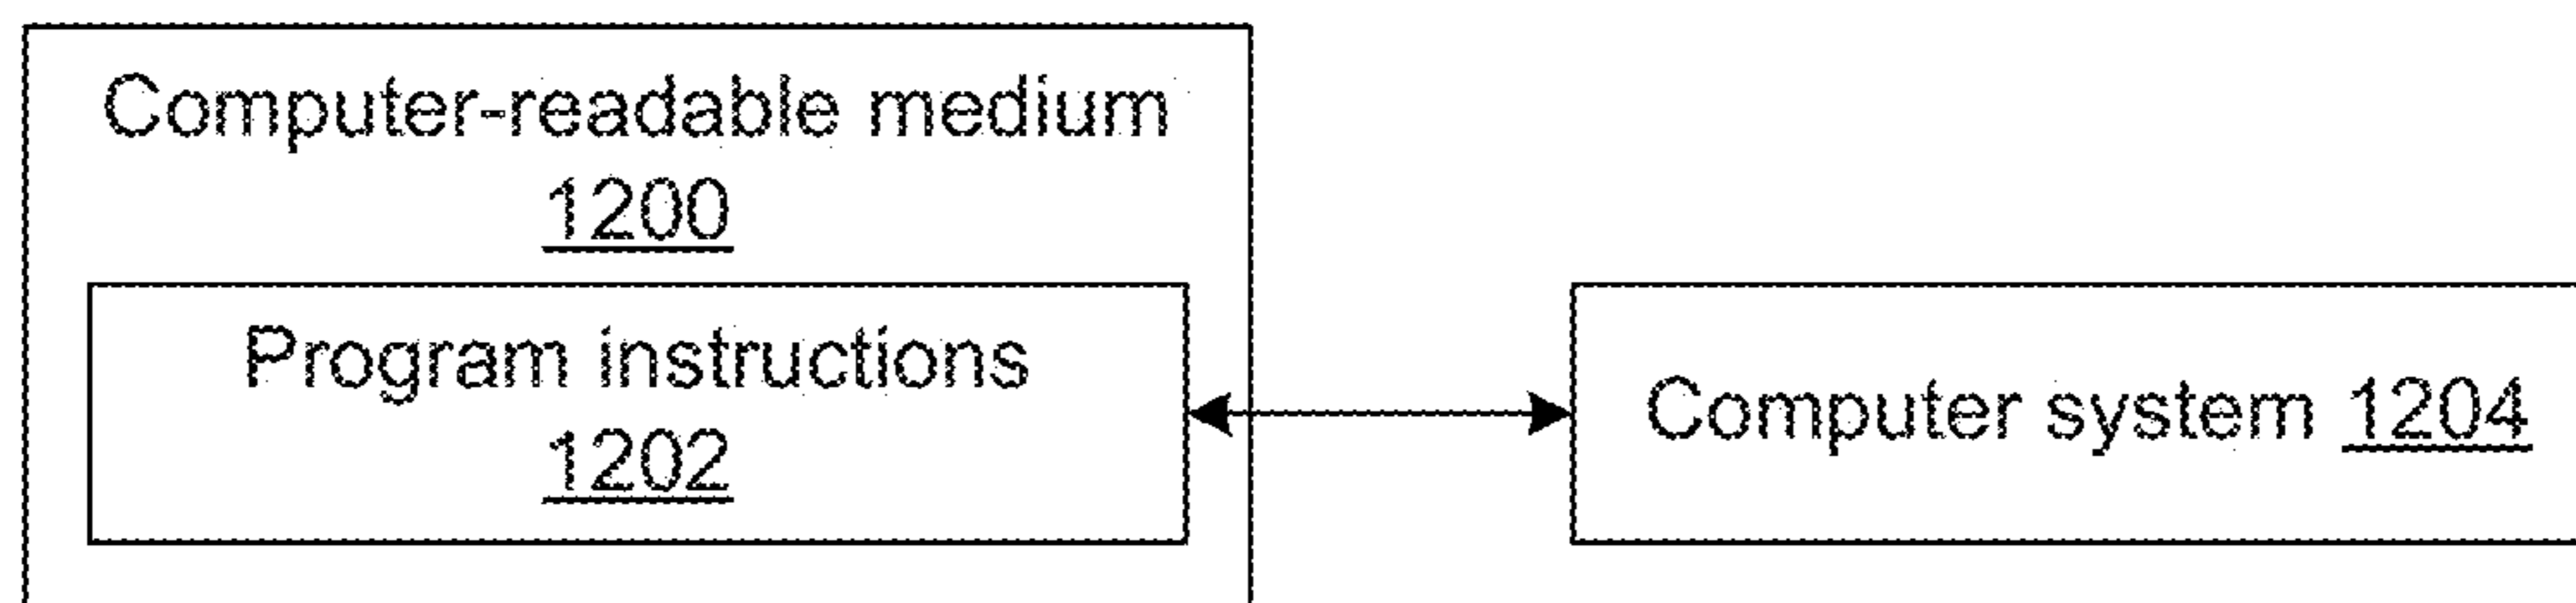 Computer-readable medium
1200
Program instructions
1202
Computer system 1204